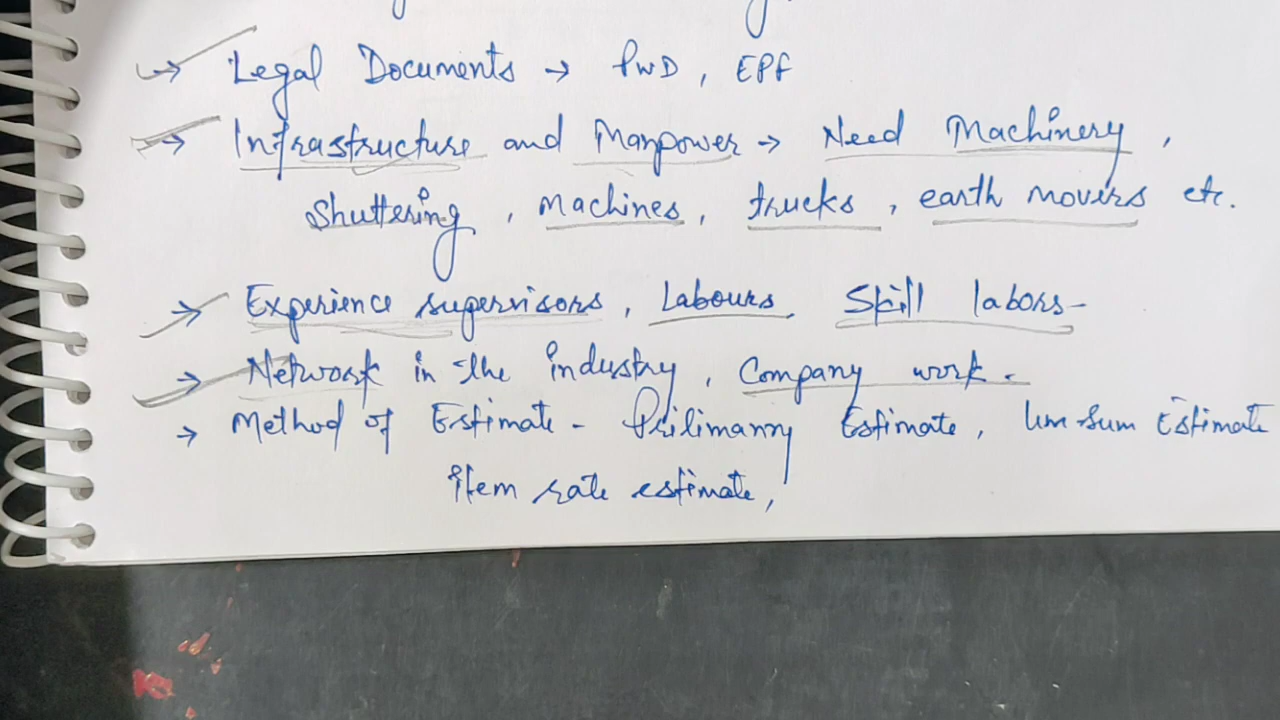 → Legal Documents → PWD, EPF
→ Infrastructure and Manpower → Need Machinery,
Shuttering, machines, trucks, earth movers etc.
→ Experience supervisors, Labours, Skill labors-
→ Network in the industry, Company work.
→ Method of Estimate - Prilimanry Estimate, lum sum Estimate
item rate estimate,